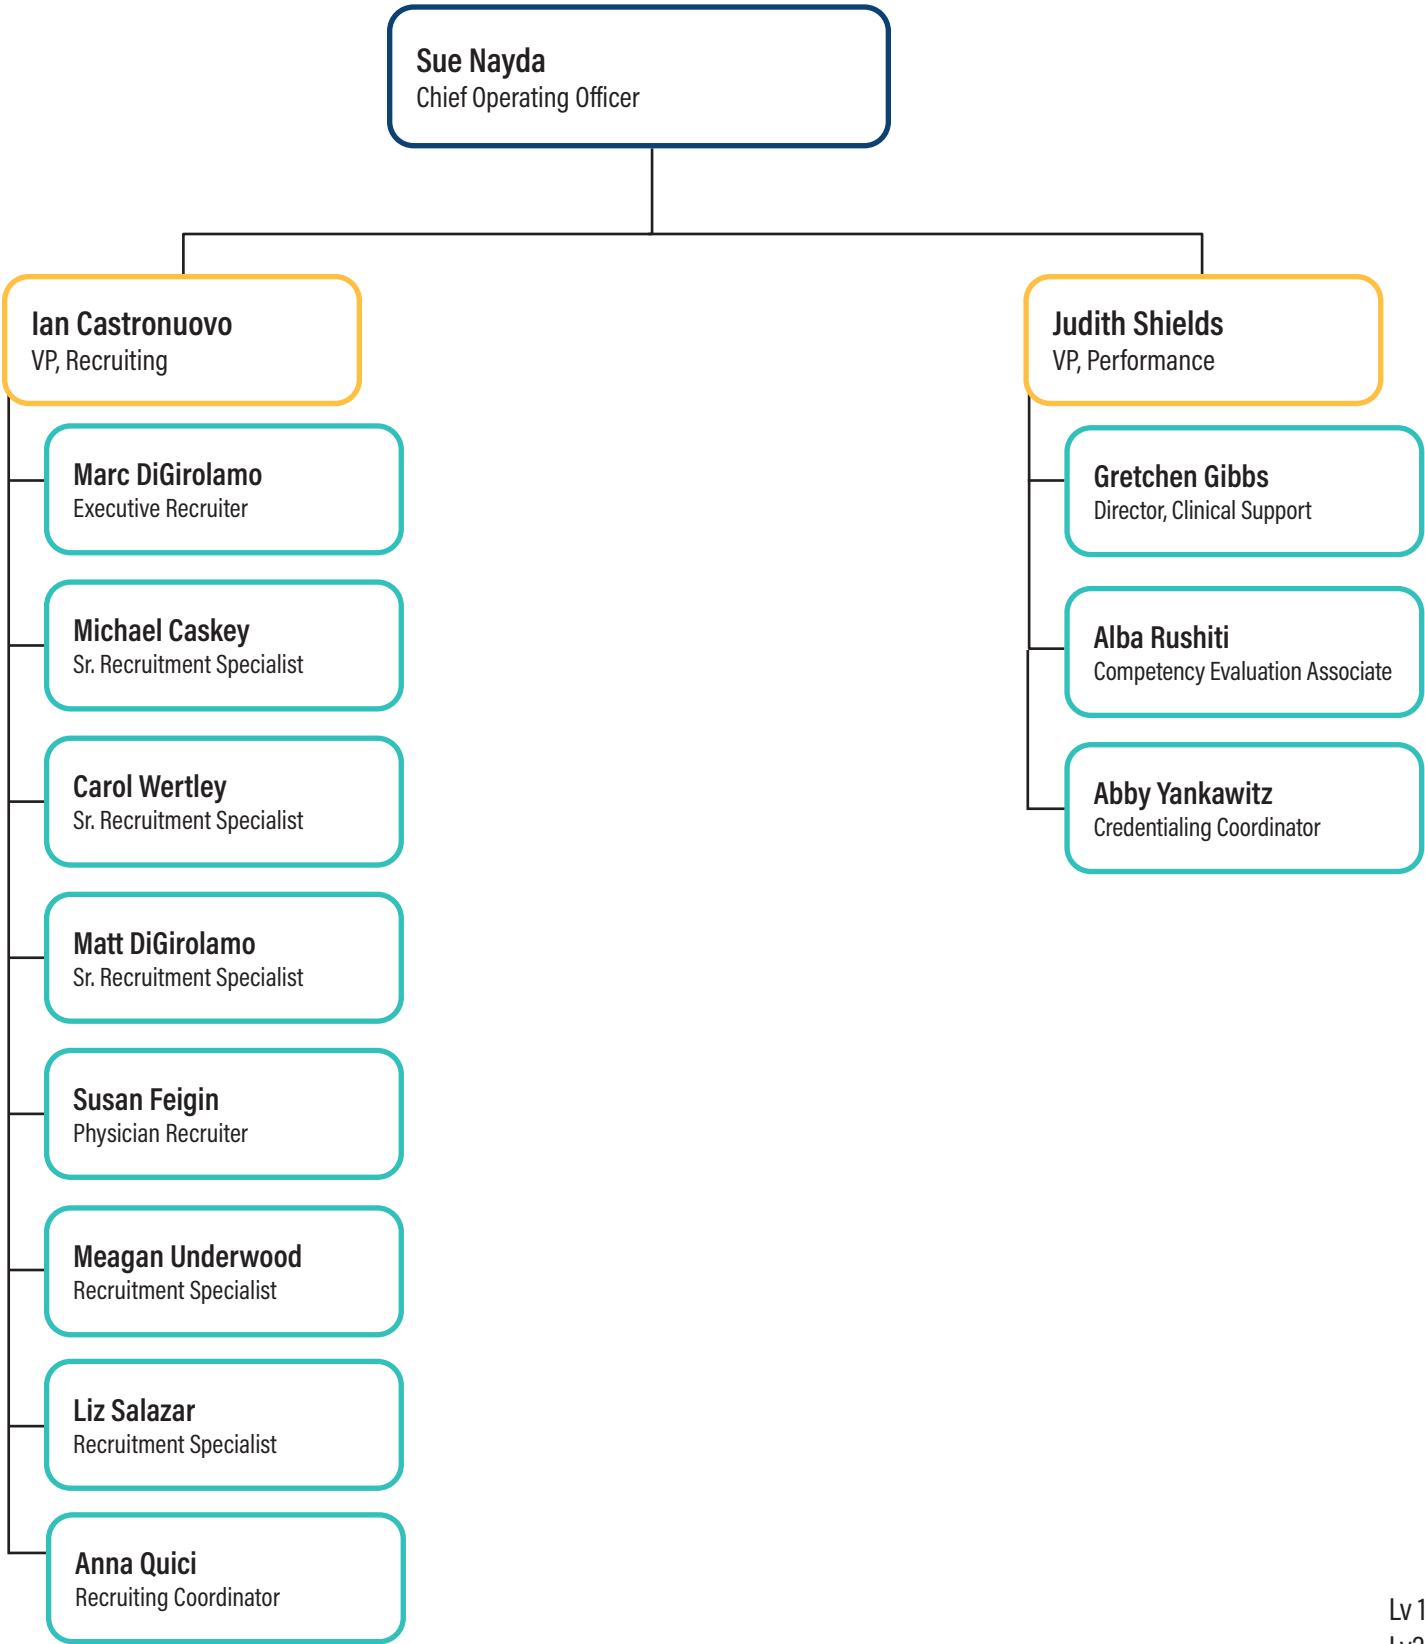 Sue Nayda
Chief Operating Officer
Ian Castronuovo
VP, Recruiting
Marc DiGirolamo
Executive Recruiter
Michael Caskey
Sr. Recruitment Specialist
Carol Wertley
Sr. Recruitment Specialist
Matt DiGirolamo
Sr. Recruitment Specialist
Susan Feigin
Physician Recruiter
Meagan Underwood
Recruitment Specialist
Liz Salazar
Recruitment Specialist
Anna Quici
Recruiting Coordinator
Judith Shields
VP, Performance
Gretchen Gibbs
Director, Clinical Support
Alba Rushiti
Competency Evaluation Associate
Abby Yankawitz
Credentialing Coordinator
Lv 1